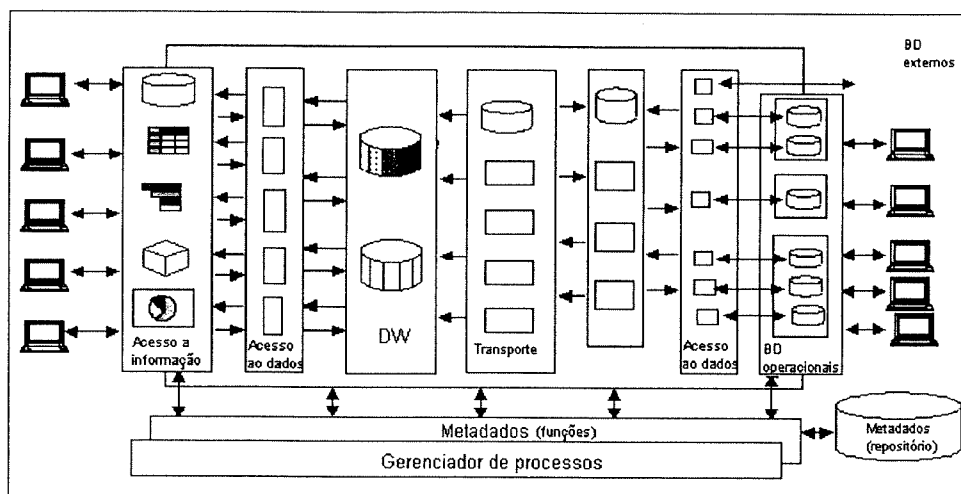 BD
externos
Acesso a
informação
Acesso
ao dados
DW
Transporte
Acesso
ao dados
BD
operacionais
Metadados (funções)
Gerenciador de processos
Metadados
(repositório)